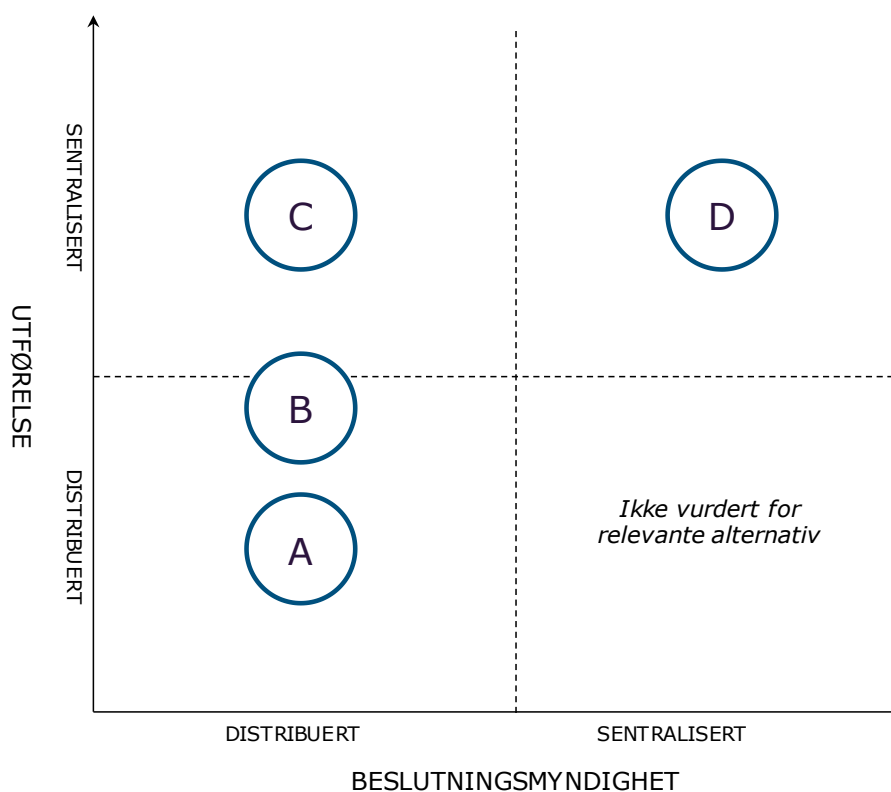 SENTRALISERT
C
D
UTFØRELSE
B
DISTRIBUERT
A
Ikke vurdert for
relevante alternativ
DISTRIBUERT
SENTRALISERT
BESLUTNINGSMYNDIGHET